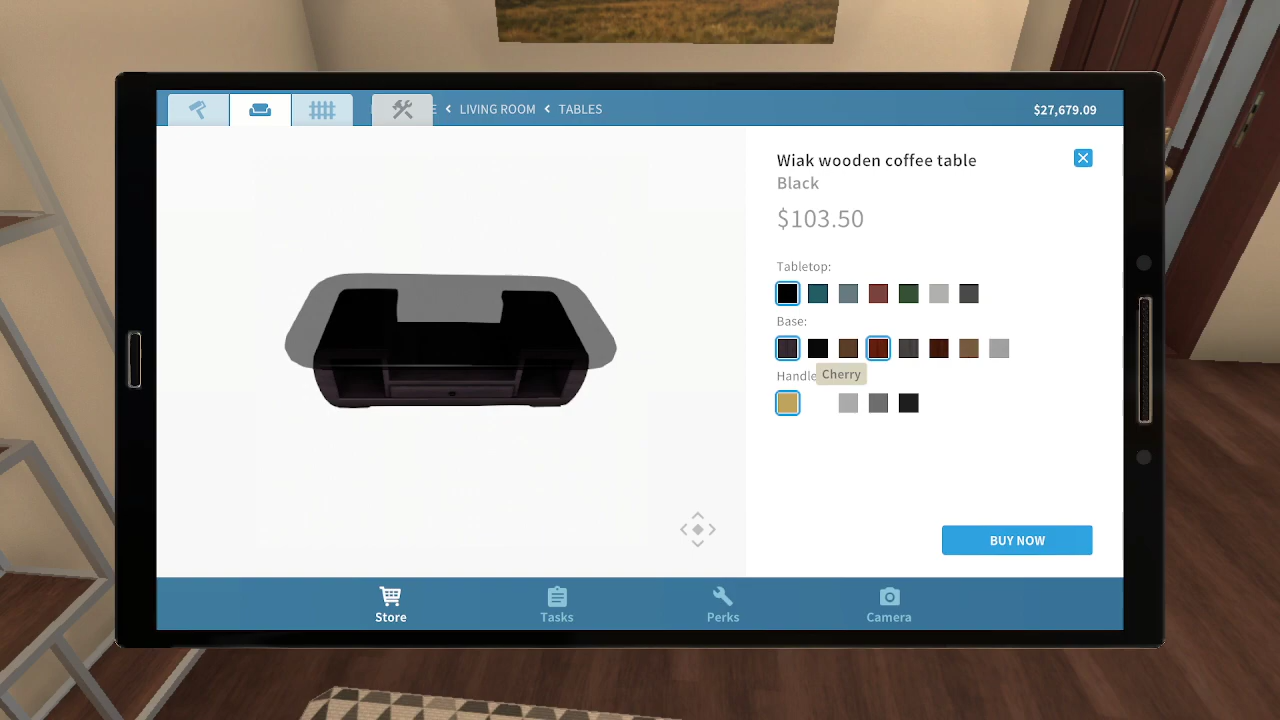 E < LIVING ROOM < TABLES
$27,679.09
Wiak wooden coffee table
Black
$103.50
Tabletop:
Base:
Cherry
Handle
BUY NOW
Store
Tasks
Perks
Camera